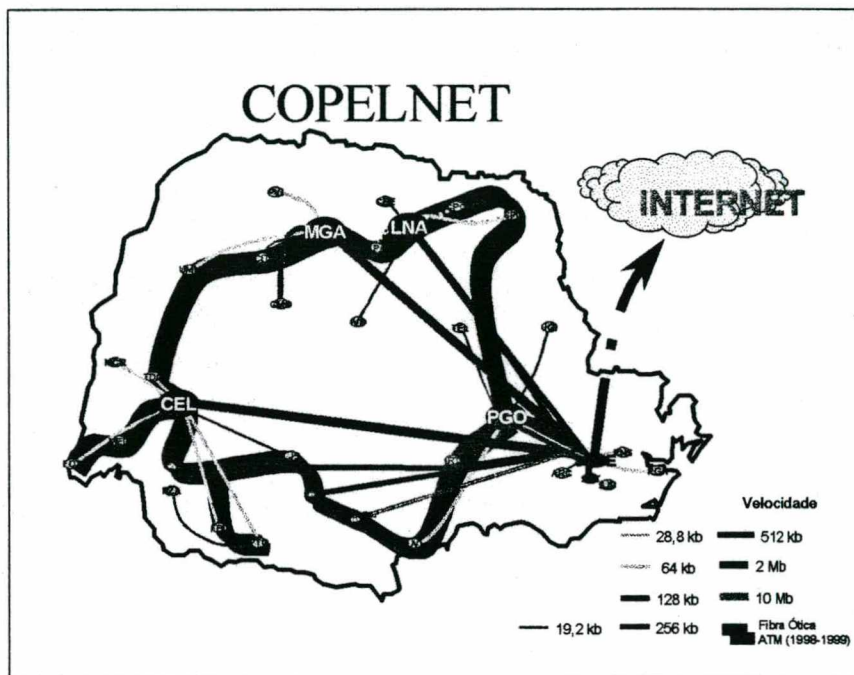 COPELNET
INTERNET
MGA
LNA
CEL
PGO
Velocidade
28,8 kb
512 kb
64 kb
2 Mb
128 kb
10 Mb
19,2 kb
256 kb
Fibra Ótica
ATM (1998-1999)